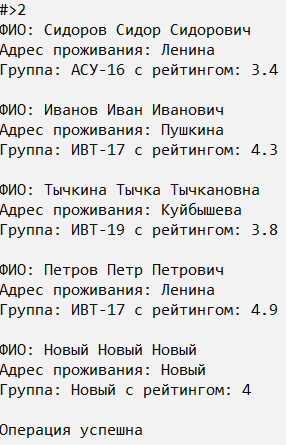 #>2
ФИО: Сидоров Сидор Сидорович
Адрес проживания: Ленина
Группа: АСУ-16 с рейтингом: 3.4
ФИО: Иванов Иван Иванович
Адрес проживания: Пушкина
Группа: ИВТ-17 с рейтингом: 4.3
ФИО: Тычкина Тычка Тычкановна
Адрес проживания: Куйбышева
Группа: ИВТ-19 с рейтингом: 3.8
ФИО: Петров Петр Петрович
Адрес проживания: Ленина
Группа: ИВТ-17 с рейтингом: 4.9
ФИО: Новый Новый Новый
Адрес проживания: Новый
Группа: Новый с рейтингом: 4
Операция успешна